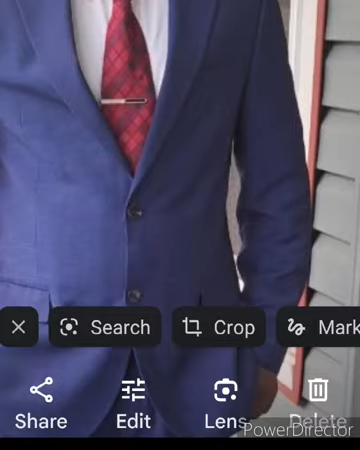 Search
Crop
Mark
Share
Edit
Lens
Delete
PowerDirector